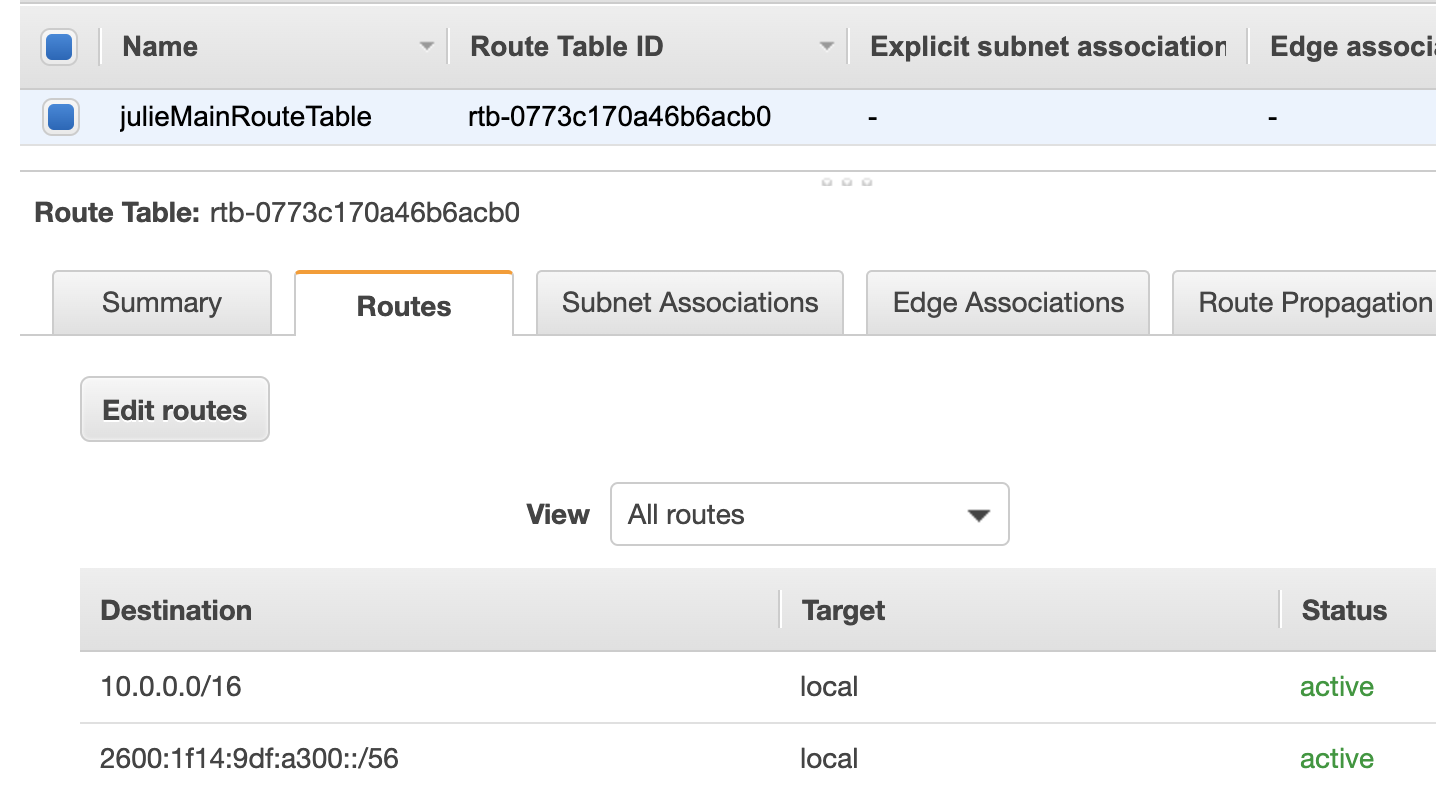 Name Route Table ID Explicit subnet association Edge associ
julieMainRouteTable rtb-0773c170a46b6acb0 - -
Route Table: rtb-0773c170a46b6acb0
Summary Routes Subnet Associations Edge Associations Route Propagation
Edit routes
View All routes
Destination Target Status
10.0.0.0/16 local active
2600:1f14:9df:a300::/56 local active